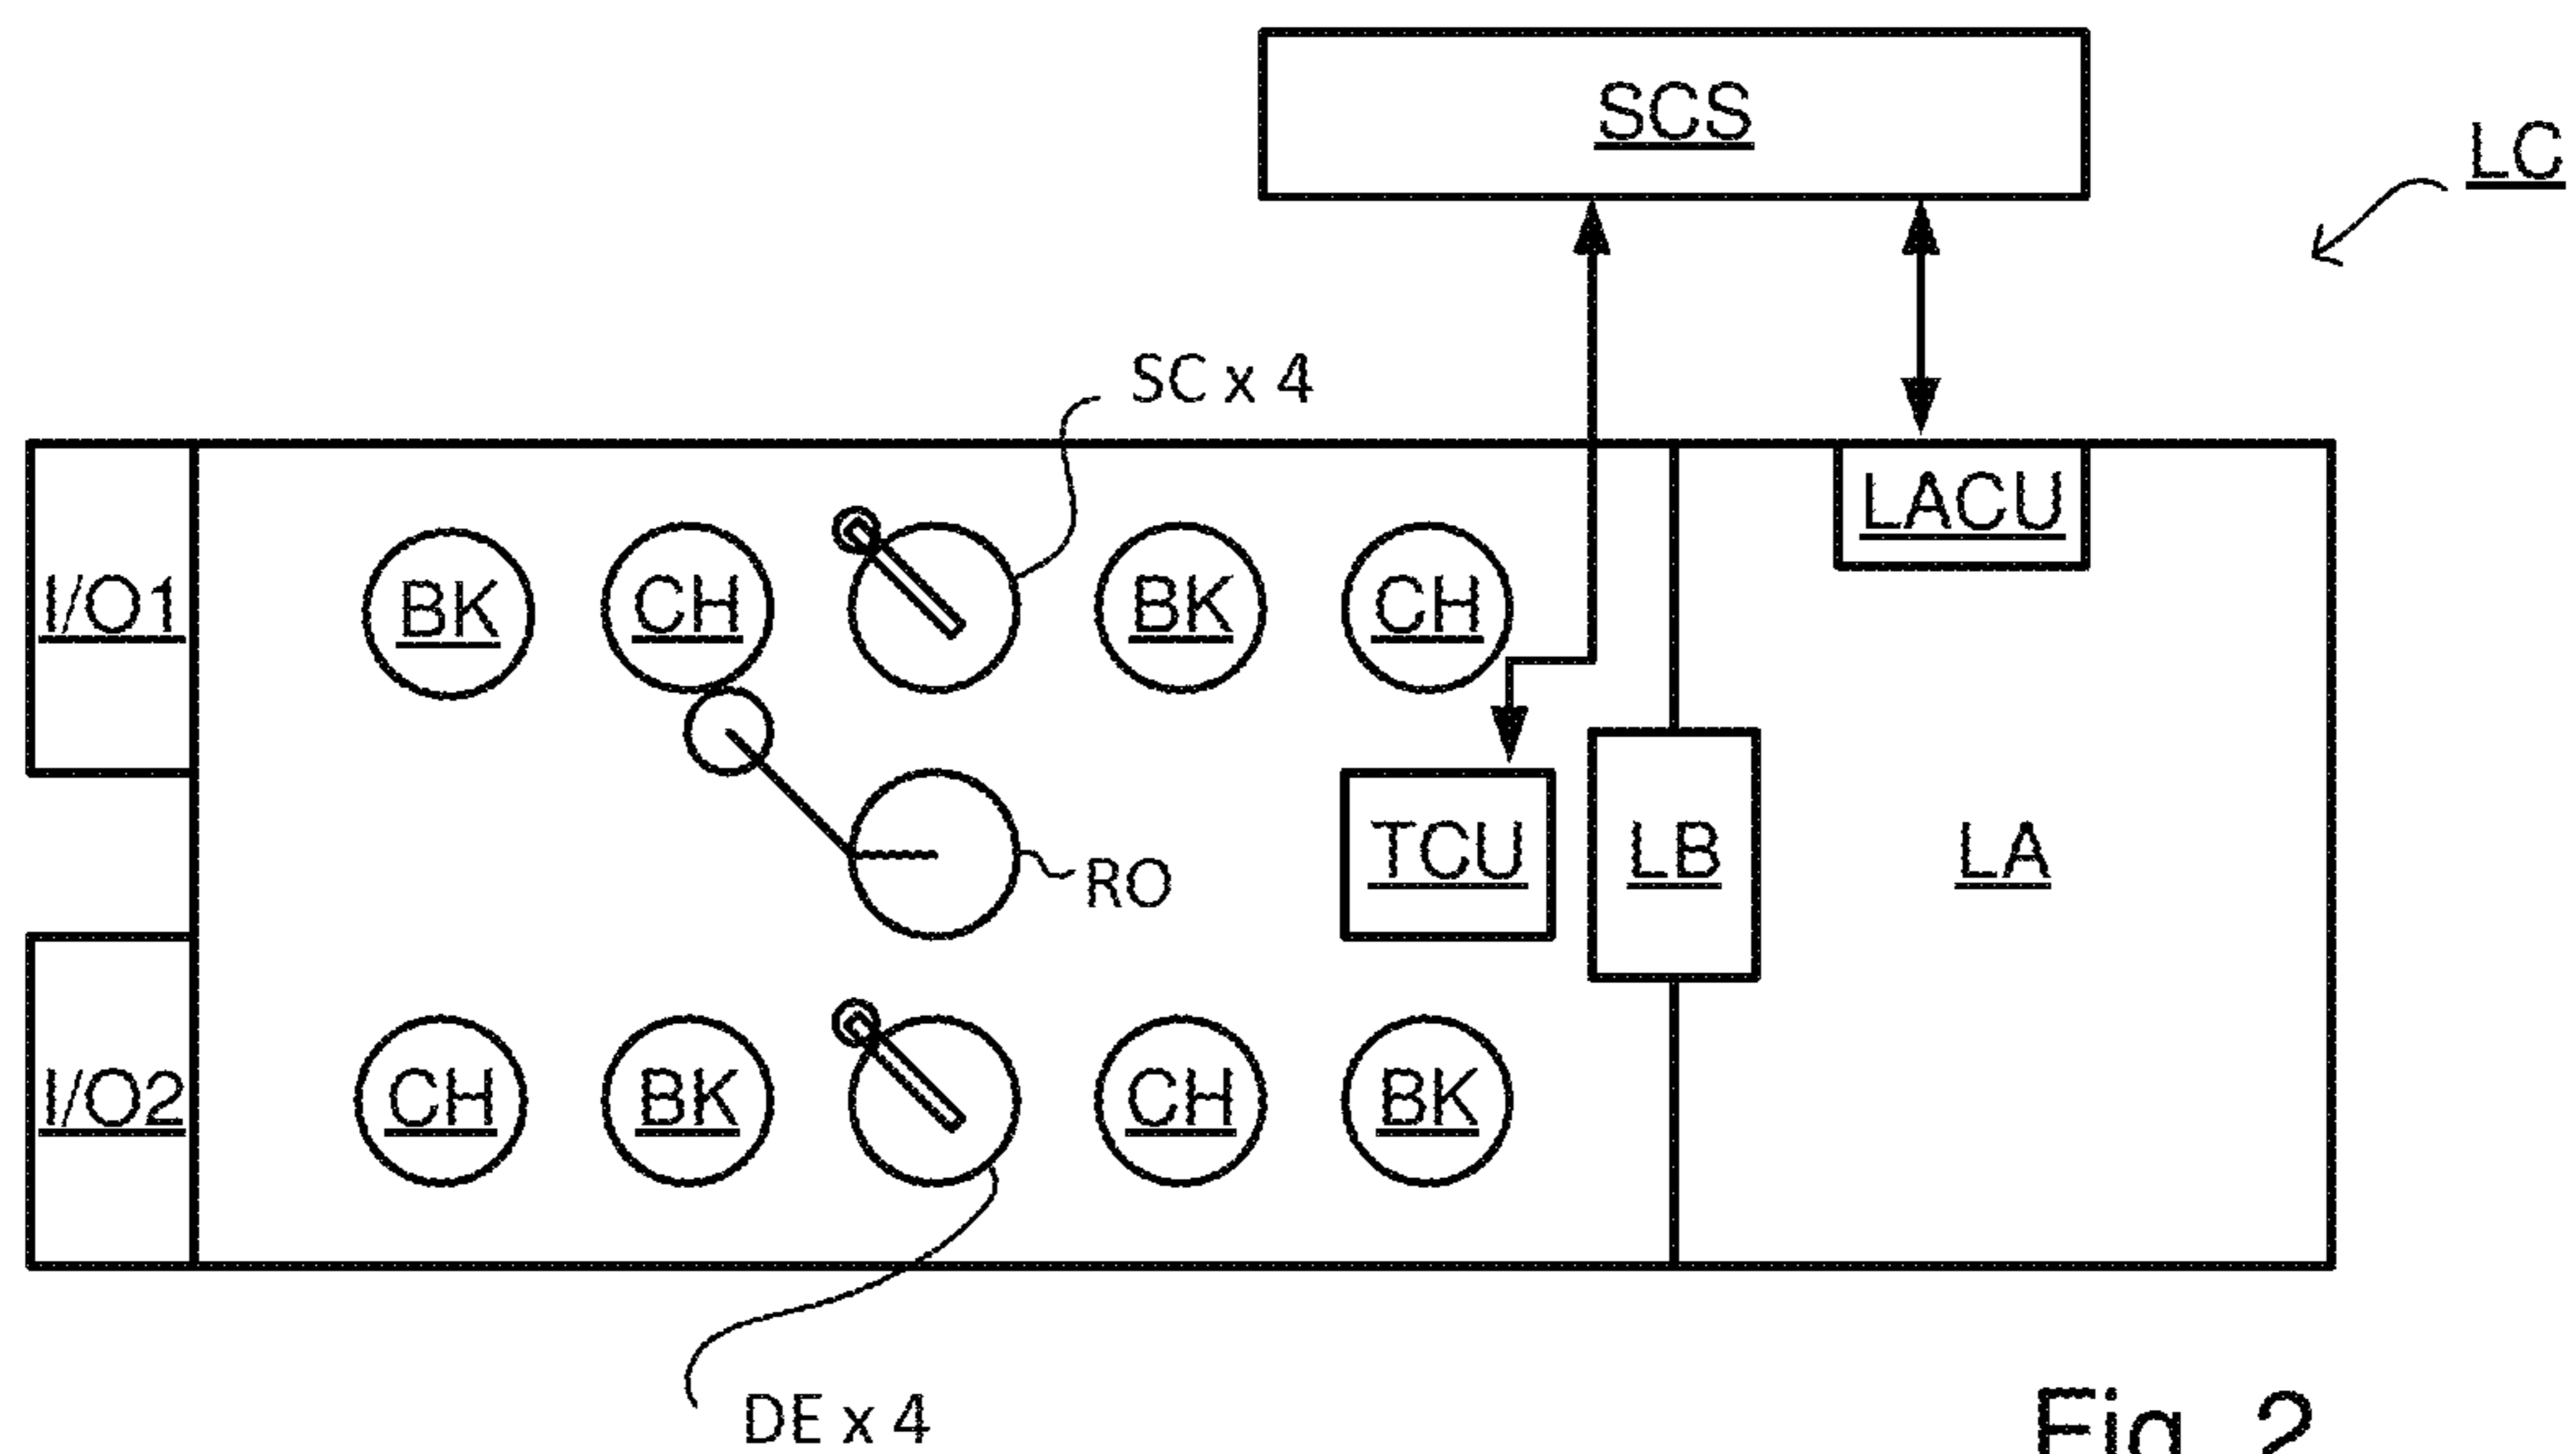 SCS
LC
SC x 4
LACU
I/O1
BK
CH
BK
CH
TCU
LB
LA
RO
I/O2
CH
BK
CH
BK
DE x 4
Fig. 2